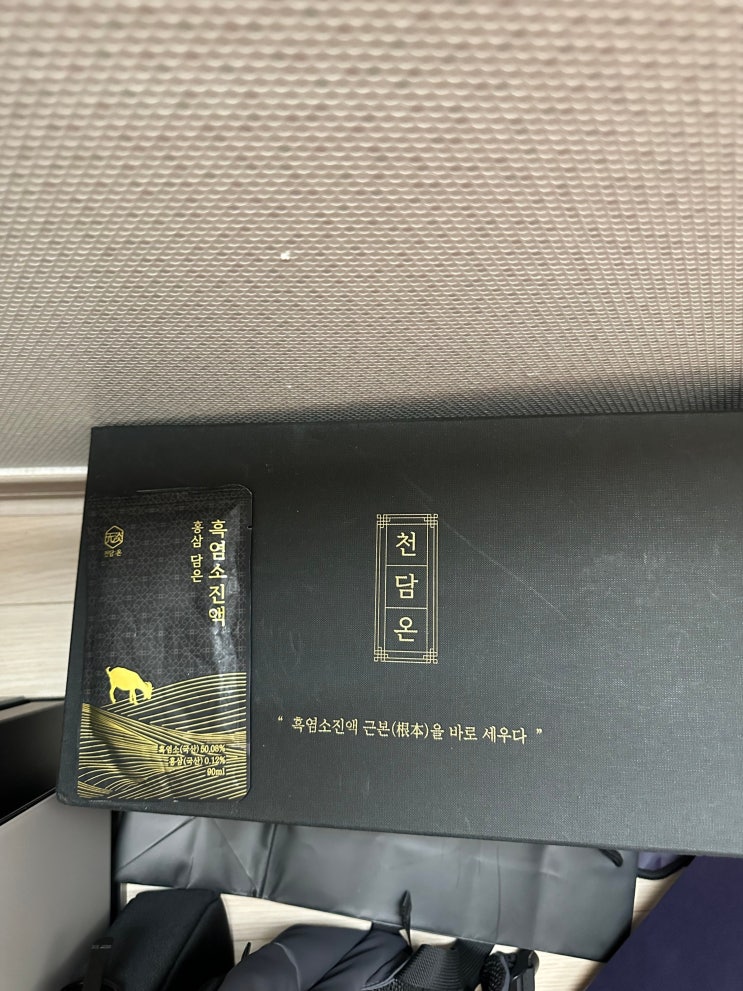 천담온
홍삼 담은
흑염소진액
흑염소(국산) 50.08%
홍삼(국산) 0.12%
90ml
천담온
“ 흑염소진액 근본(根本)을 바로 세우다 ”